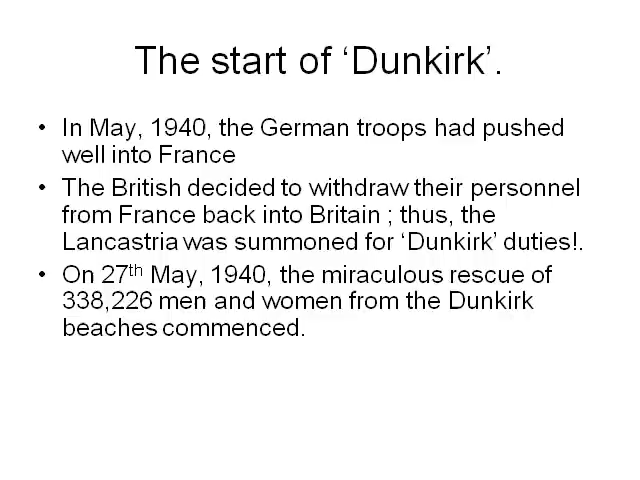 The start of ‘Dunkirk’.
• In May, 1940, the German troops had pushed
well into France
• The British decided to withdraw their personnel
from France back into Britain ; thus, the
Lancastria was summoned for ‘Dunkirk’ duties!.
• On 27th May, 1940, the miraculous rescue of
338,226 men and women from the Dunkirk
beaches commenced.